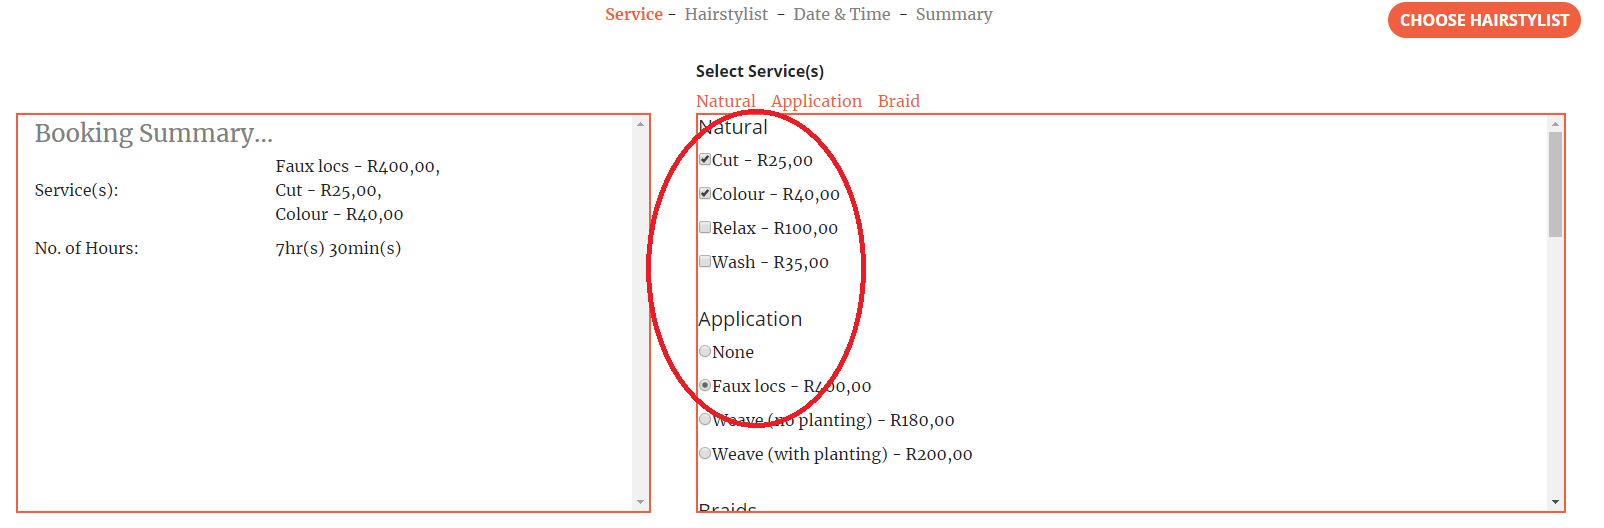 Service - Hairstylist - Date & Time - Summary
CHOOSE HAIRSTYLIST
Select Service(s)
Natural Application Braid
Booking Summary...
Service(s):
Faux locs - R400,00,
Cut - R25,00,
Colour - R40,00
No. of Hours: 7hr(s) 30min(s)
Natural
Cut - R25,00
Colour - R40,00
Relax - R100,00
Wash - R35,00
Application
None
Faux locs - R400,00
Weave (no planting) - R180,00
Weave (with planting) - R200,00
Braids